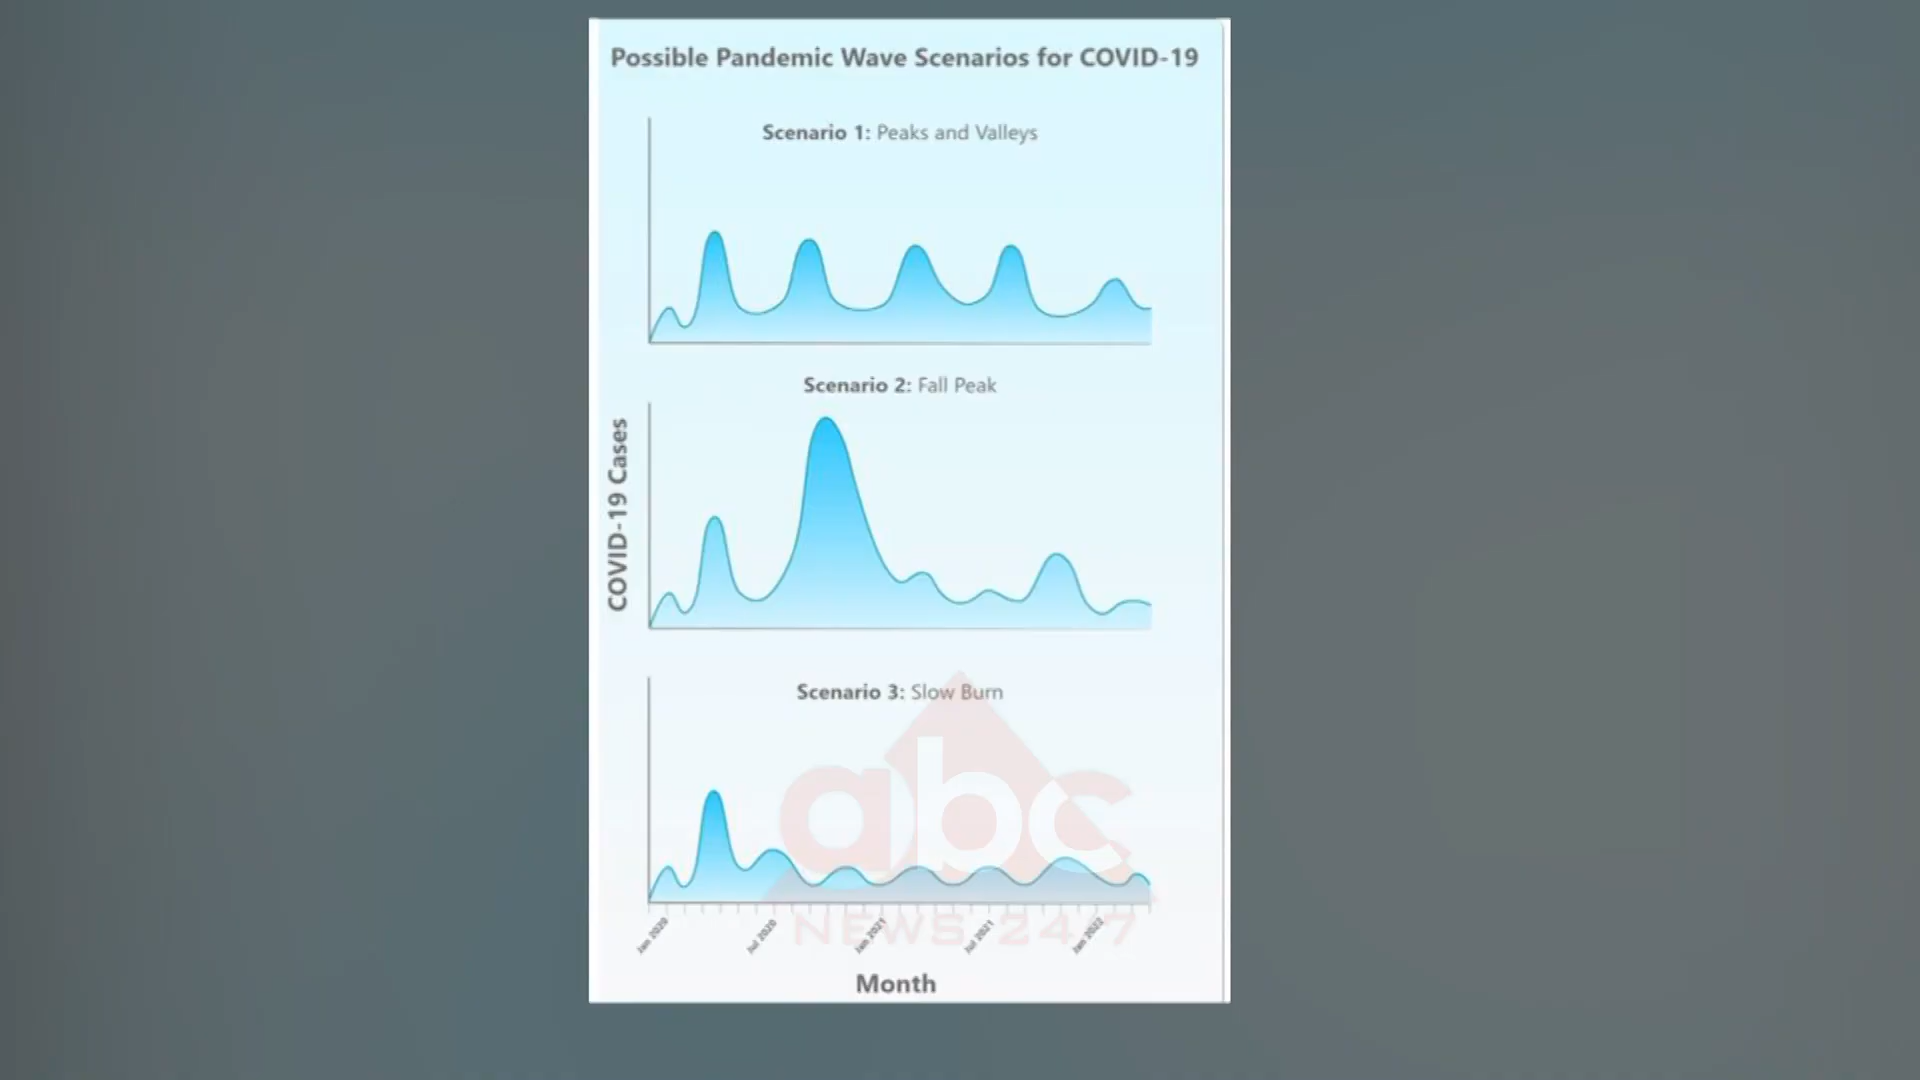 Possible Pandemic Wave Scenarios for COVID-19
Scenario 1: Peaks and Valleys
Scenario 2: Fall Peak
COVID-19 Cases
Scenario 3: Slow Burn
abc
NEWS 24/7
Jan 2020
Jul 2020
Jan 2021
Jul 2021
Jan 2022
Month